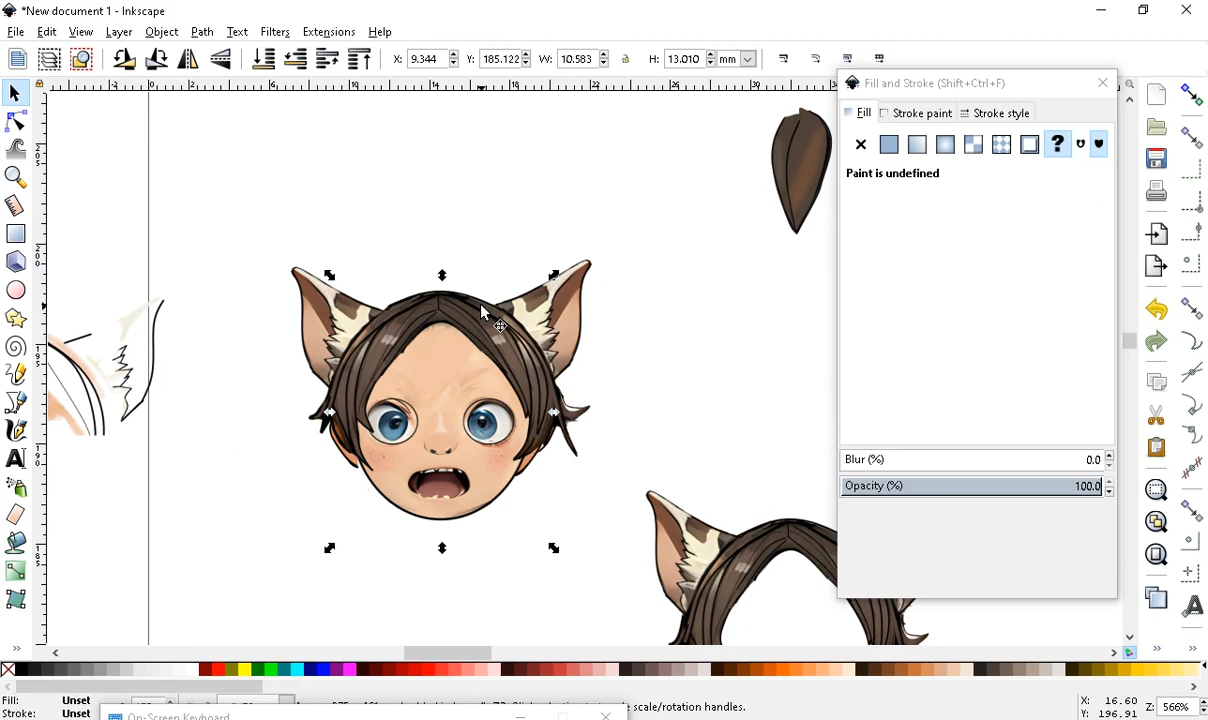 *New document 1 - Inkscape
File Edit View Layer Object Path Text Filters Extensions Help
X: 9.344 Y: 185.122 W: 10.583 H: 13.010 mm
Fill and Stroke (Shift+Ctrl+F)
Fill Stroke paint Stroke style
Paint is undefined
Blur (%) 0.0
Opacity (%) 100.0
Fill: Unset
Stroke: Unset
On-Screen Keyboard
scale/rotation handles.
X: 16.60
Y: 196.91
Z: 566%